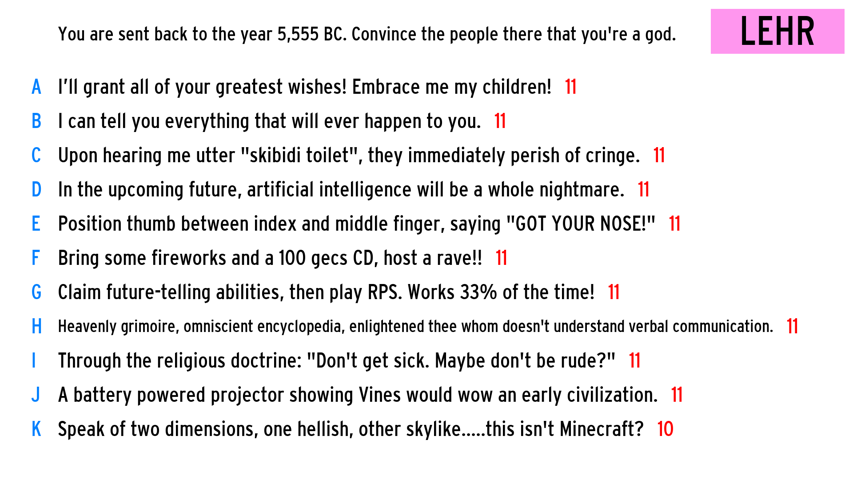 You are sent back to the year 5,555 BC. Convince the people there that you're a god.
LEHR
A I'll grant all of your greatest wishes! Embrace me my children! 11
B I can tell you everything that will ever happen to you. 11
C Upon hearing me utter "skibidi toilet", they immediately perish of cringe. 11
D In the upcoming future, artificial intelligence will be a whole nightmare. 11
E Position thumb between index and middle finger, saying "GOT YOUR NOSE!" 11
F Bring some fireworks and a 100 gecs CD, host a rave!! 11
G Claim future-telling abilities, then play RPS. Works 33% of the time! 11
H Heavenly grimoire, omniscient encyclopedia, enlightened thee whom doesn't understand verbal communication. 11
I Through the religious doctrine: "Don't get sick. Maybe don't be rude?" 11
J A battery powered projector showing Vines would wow an early civilization. 11
K Speak of two dimensions, one hellish, other skylike.....this isn't Minecraft? 10